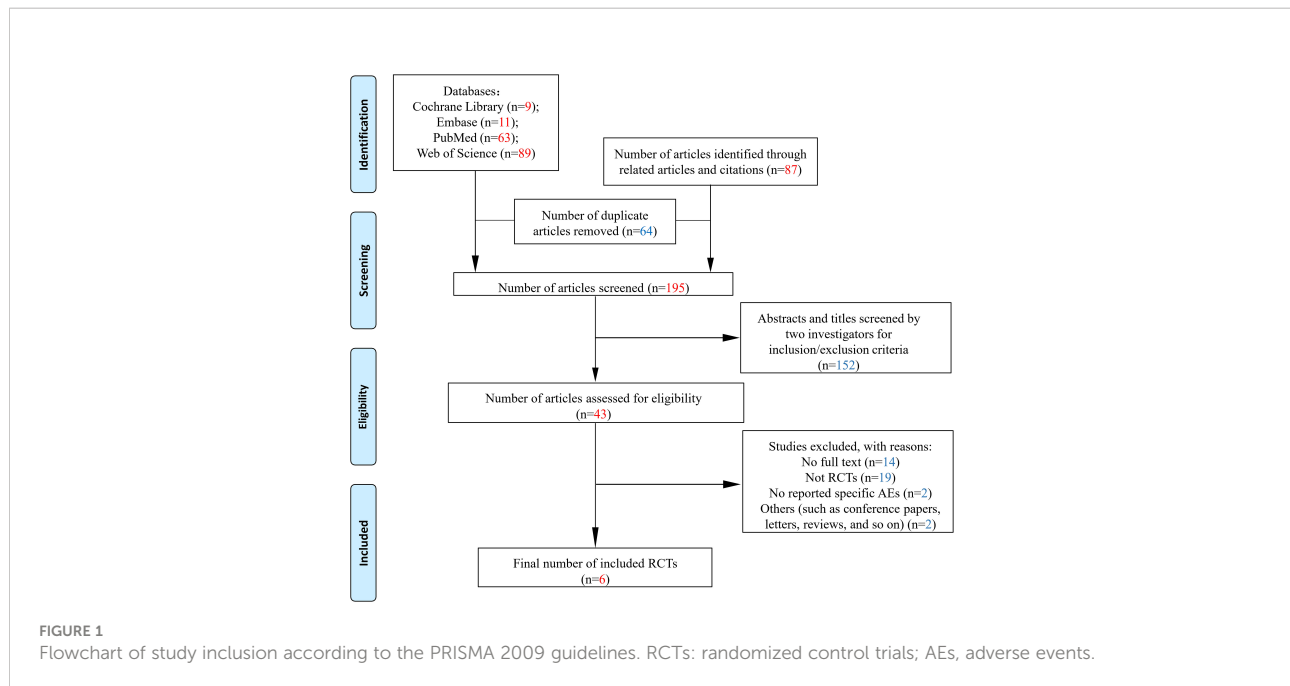 Identification
Databases：
Cochrane Library (n=9);
Embase (n=11);
PubMed (n=63);
Web of Science (n=89)
Number of articles identified through
related articles and citations (n=87)
Number of duplicate
articles removed (n=64)
Screening
Number of articles screened (n=195)
Abstracts and titles screened by
two investigators for
inclusion/exclusion criteria
(n=152)
Eligibility
Number of articles assessed for eligibility
(n=43)
Studies excluded, with reasons:
No full text (n=14)
Not RCTs (n=19)
No reported specific AEs (n=2)
Others (such as conference papers,
letters, reviews, and so on) (n=2)
Included
Final number of included RCTs
(n=6)
FIGURE 1
Flowchart of study inclusion according to the PRISMA 2009 guidelines. RCTs: randomized control trials; AEs, adverse events.